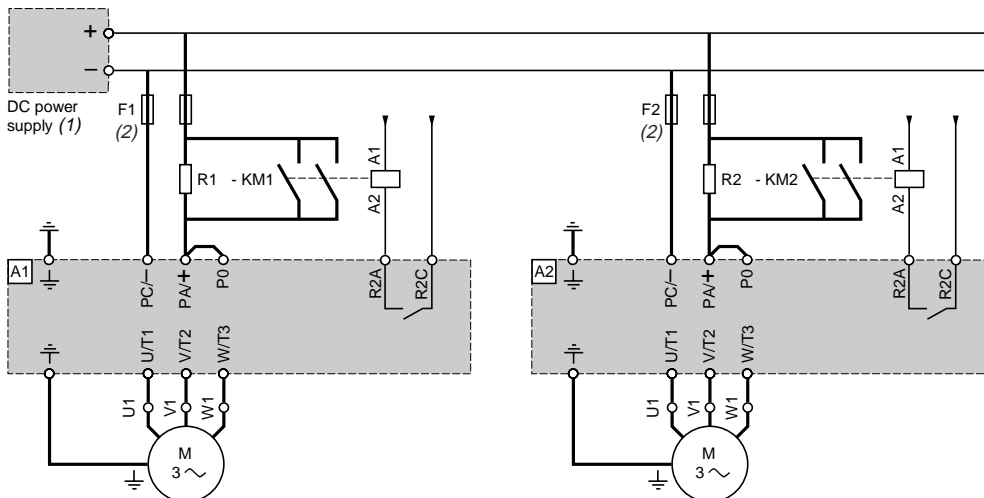 +
−
DC power
supply (1)
F1
(2)
F2
(2)
R1
- KM1
A1
A2
R2
- KM2
A1
A2
A1
PC/−
PA/+
P0
R2A
R2C
A2
PC/−
PA/+
P0
R2A
R2C
U/T1
V/T2
W/T3
U/T1
V/T2
W/T3
U1
V1
W1
U1
V1
W1
M
3
M
3